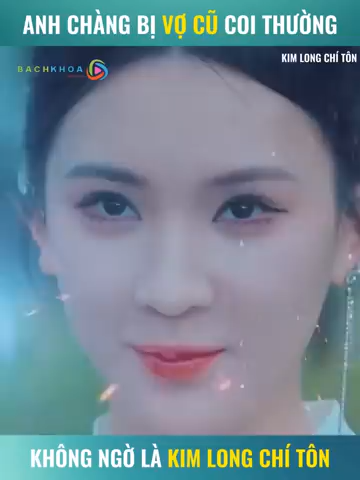 ANH CHÀNG BỊ VỢ CŨ COI THƯỜNG
KIM LONG CHÍ TÔN
BACHKHOA
KHÔNG NGỜ LÀ KIM LONG CHÍ TÔN